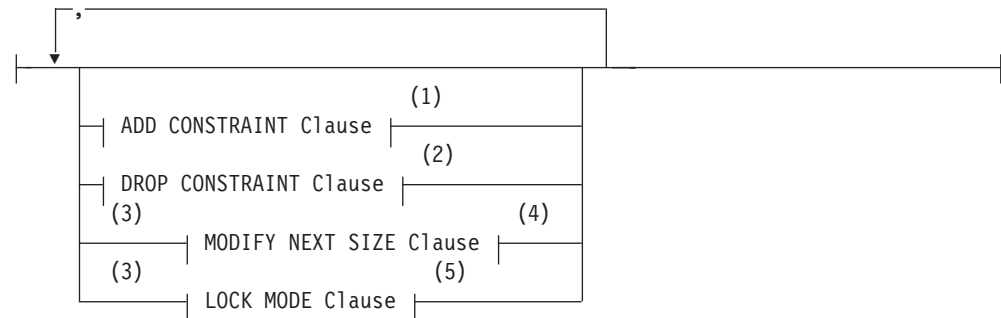 ,
(1)
ADD CONSTRAINT Clause
(2)
DROP CONSTRAINT Clause
(3) (4)
MODIFY NEXT SIZE Clause
(3) (5)
LOCK MODE Clause